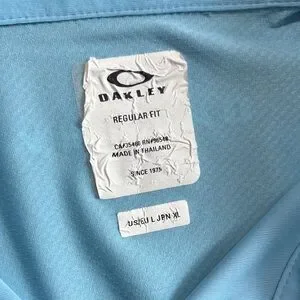 OAKLEY
REGULAR FIT
MADE IN THAILAND
SINCE 1975
US/EU L JPN XL